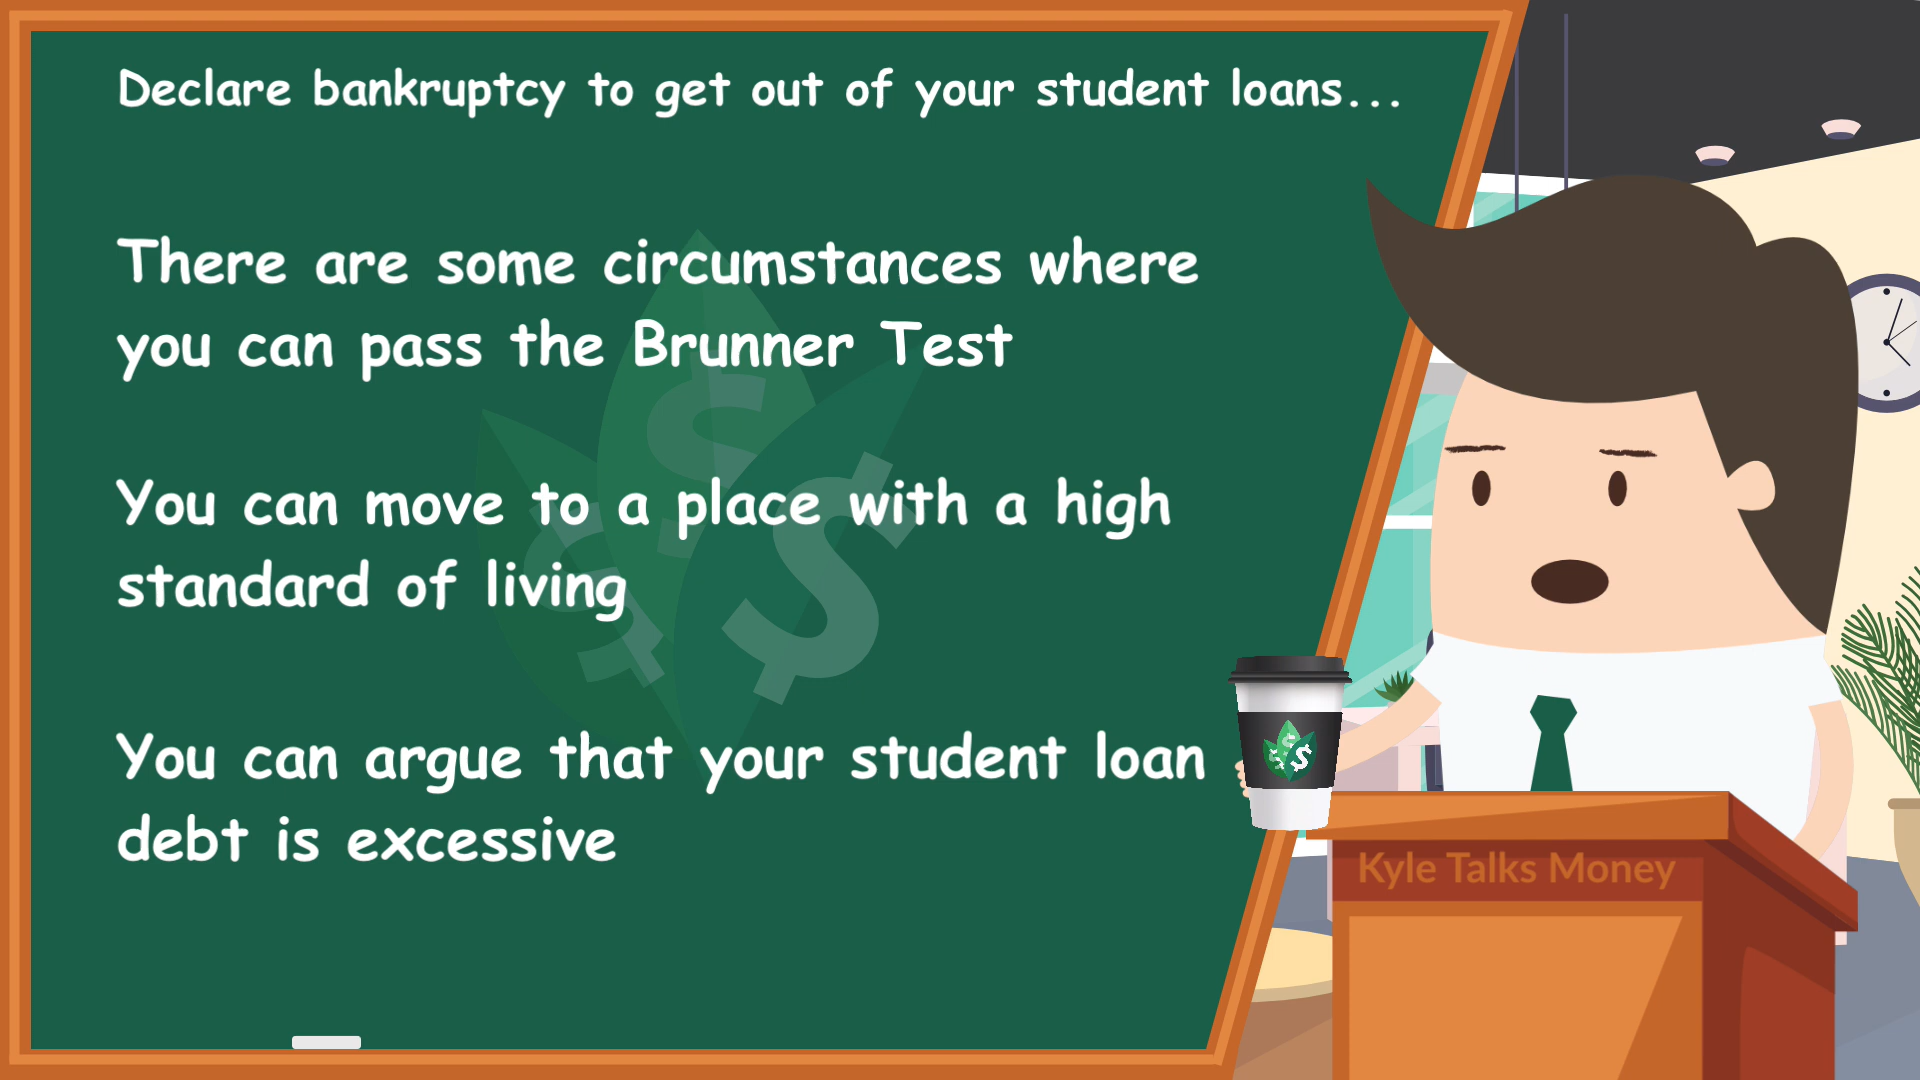 Declare bankruptcy to get out of your student loans...
There are some circumstances where
you can pass the Brunner Test
You can move to a place with a high
standard of living
You can argue that your student loan
debt is excessive
Kyle Talks Money